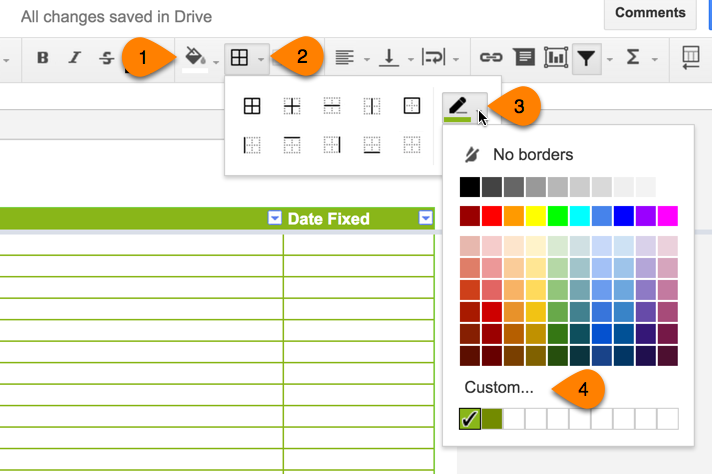 All changes saved in Drive
Comments
B I S Σ
1
2
3
No borders
Date Fixed
Custom...
4